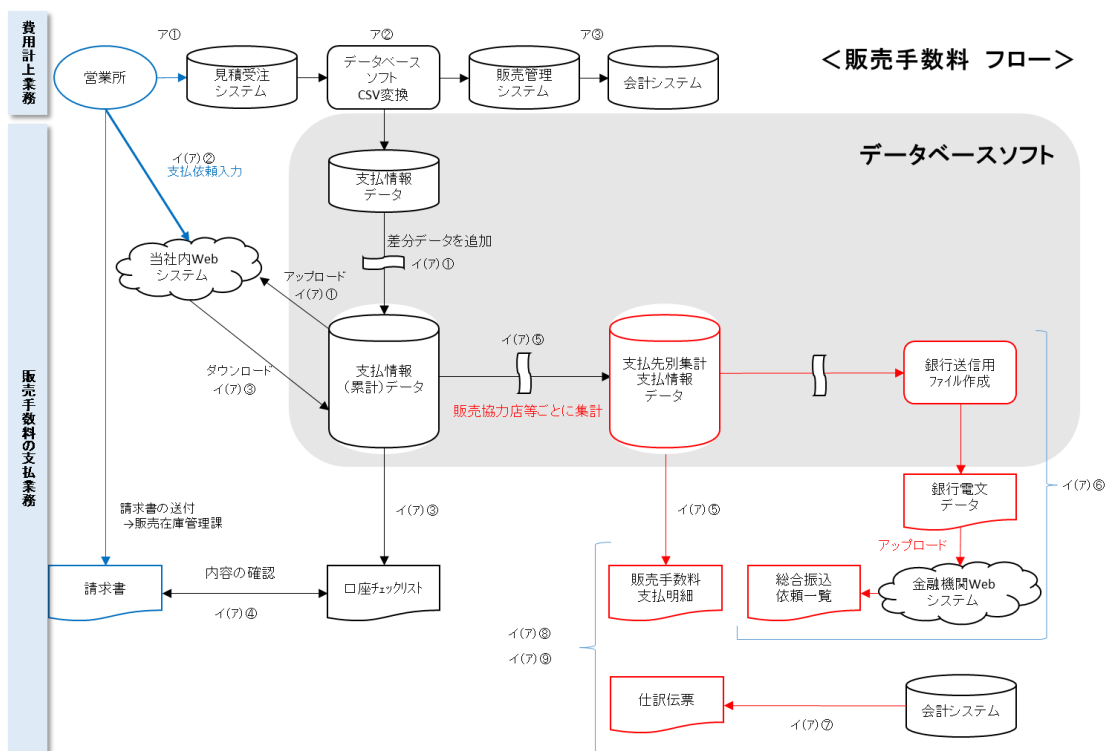 費用計上業務
ア①
ア②
ア③
＜販売手数料 フロー＞
営業所
見積受注
システム
データベース
ソフト
CSV変換
販売管理
システム
会計システム
データベースソフト
イ(ア)②
支払依頼入力
支払情報
データ
差分データを追加
イ(ア)①
当社内Web
システム
アップロード
イ(ア)①
販売手数料の支払業務
ダウンロード
イ(ア)③
支払情報
(累計)データ
イ(ア)⑤
販売協力店等ごとに集計
支払先別集計
支払情報
データ
銀行送信用
ファイル作成
イ(ア)⑥
銀行電文
データ
アップロード
請求書の送付
→販売在庫管理課
イ(ア)③
イ(ア)⑤
請求書
内容の確認
イ(ア)④
口座チェックリスト
販売手数料
支払明細
総合振込
依頼一覧
金融機関Web
システム
イ(ア)⑧
イ(ア)⑨
仕訳伝票
イ(ア)⑦
会計システム